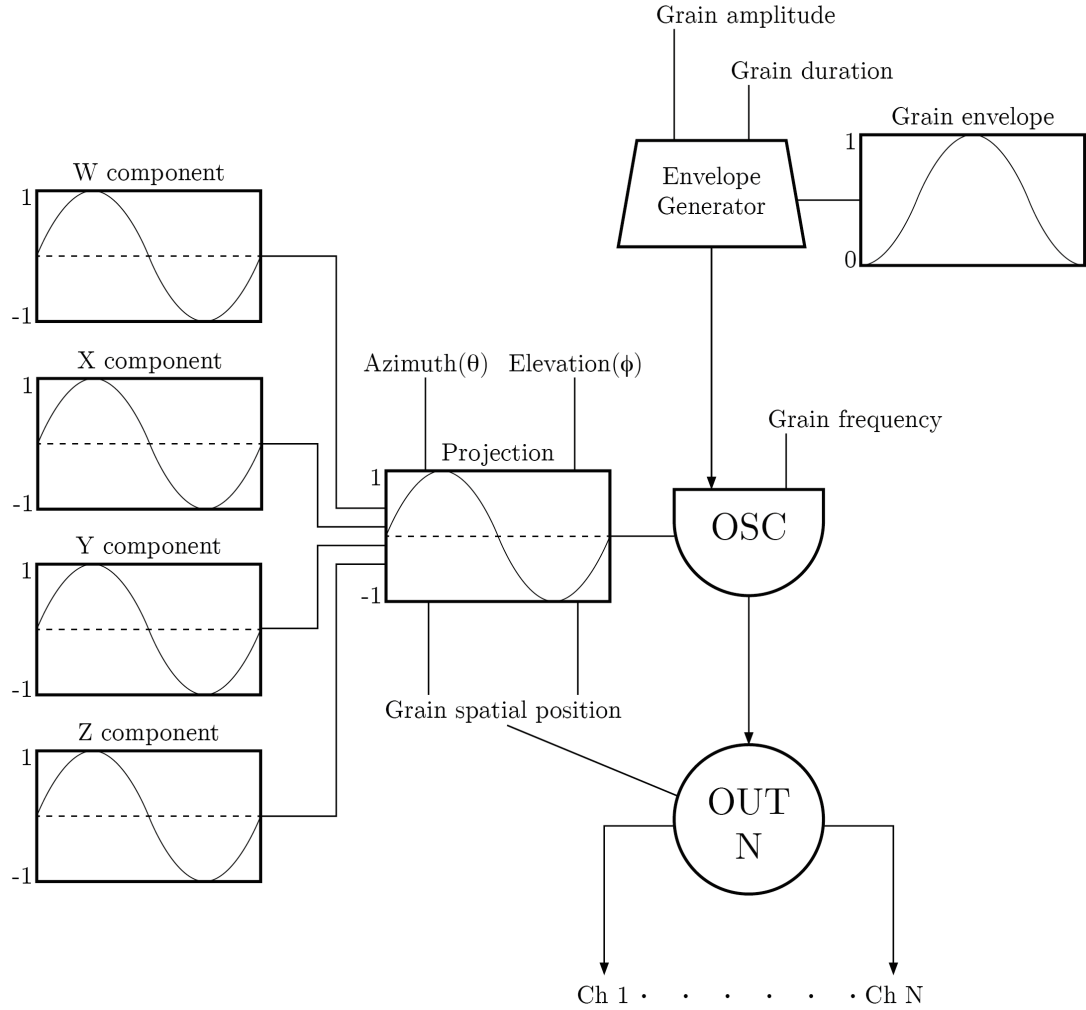 Grain amplitude
Grain duration
Grain envelope
1
0
Envelope
Generator
W component
1
-1
X component
1
-1
Azimuth(θ)
Elevation(ϕ)
Projection
1
-1
Grain frequency
OSC
Y component
1
-1
Grain spatial position
Z component
1
-1
OUT
N
Ch 1 · · · · · · Ch N